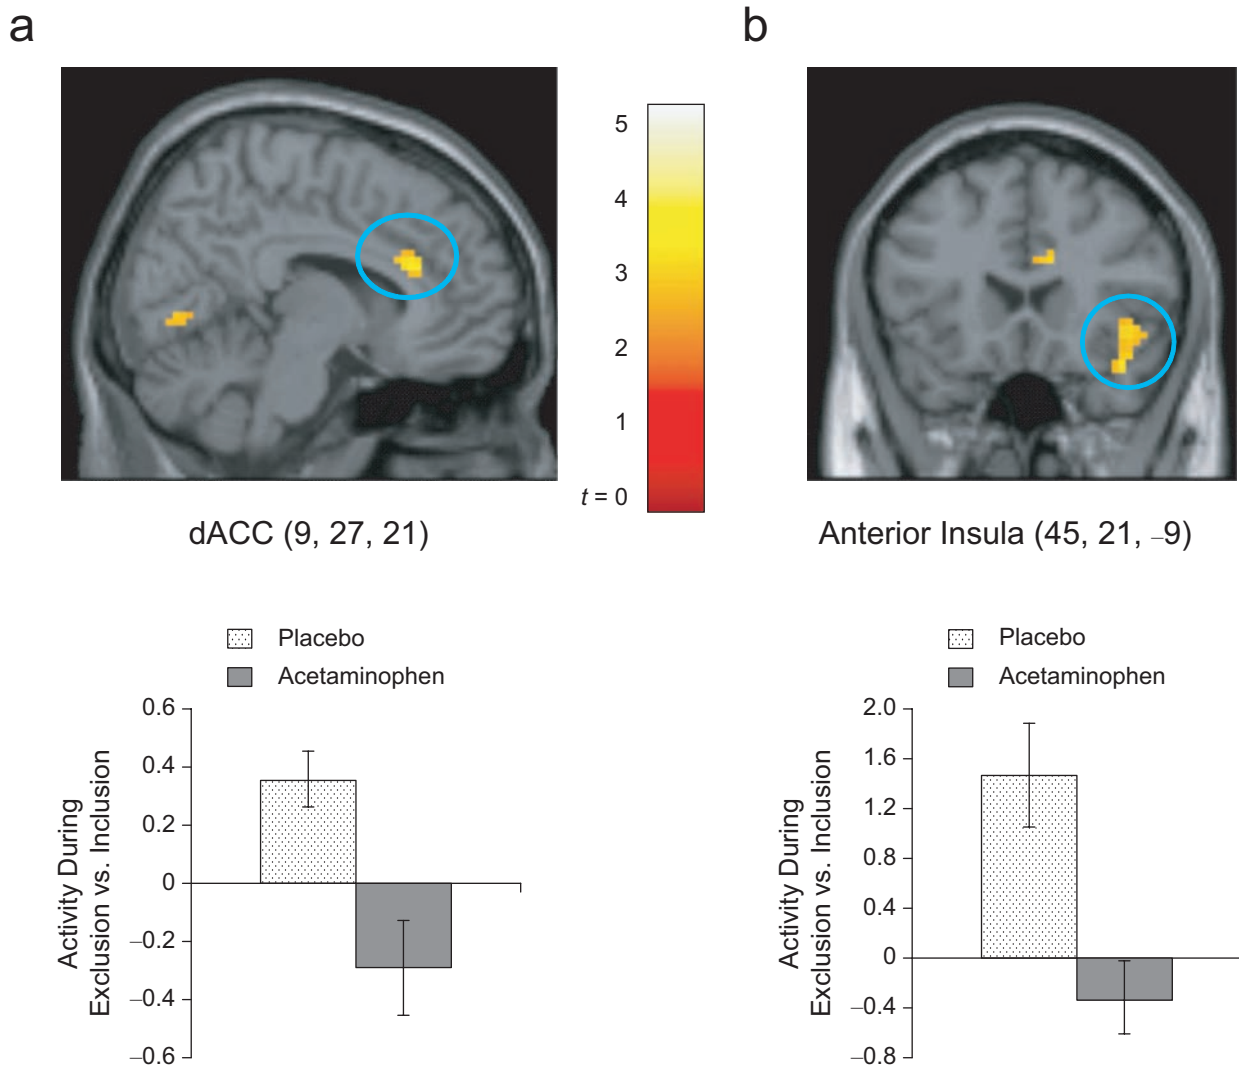 a
b
5
4
3
2
1
t = 0
dACC (9, 27, 21)
Anterior Insula (45, 21, –9)
Placebo
Acetaminophen
Activity During
Exclusion vs. Inclusion
0.6
0.4
0.2
0
–0.2
–0.4
–0.6
Placebo
Acetaminophen
Activity During
Exclusion vs. Inclusion
2.0
1.6
1.2
0.8
0.4
0
–0.4
–0.8